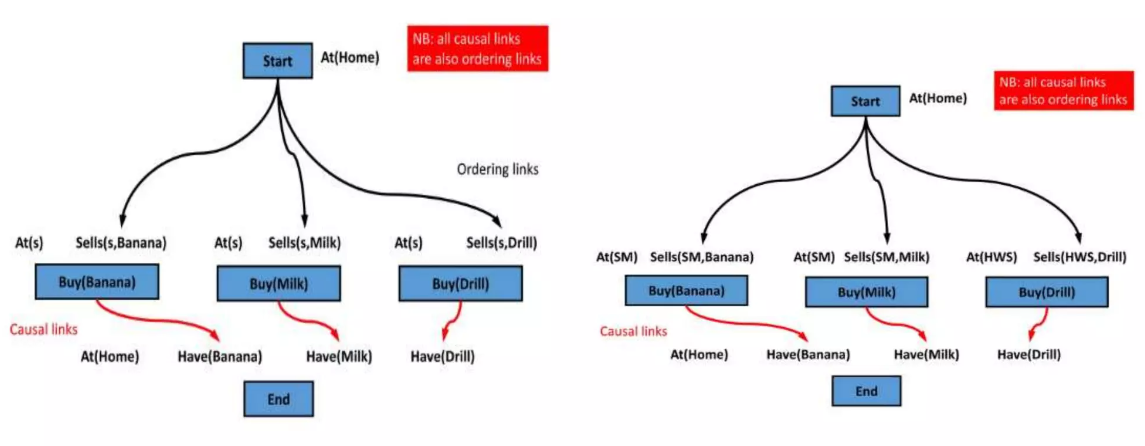 NB: all causal links
are also ordering links
Start
At(Home)
Ordering links
At(s)
Sells(s,Banana)
At(s)
Sells(s,Milk)
At(s)
Sells(s,Drill)
Buy(Banana)
Buy(Milk)
Buy(Drill)
Causal links
At(Home)
Have(Banana)
Have(Milk)
Have(Drill)
End
NB: all causal links
are also ordering links
Start
At(Home)
At(SM)
Sells(SM,Banana)
At(SM)
Sells(SM,Milk)
At(HWS)
Sells(HWS,Drill)
Buy(Banana)
Buy(Milk)
Buy(Drill)
Causal links
At(Home)
Have(Banana)
Have(Milk)
Have(Drill)
End